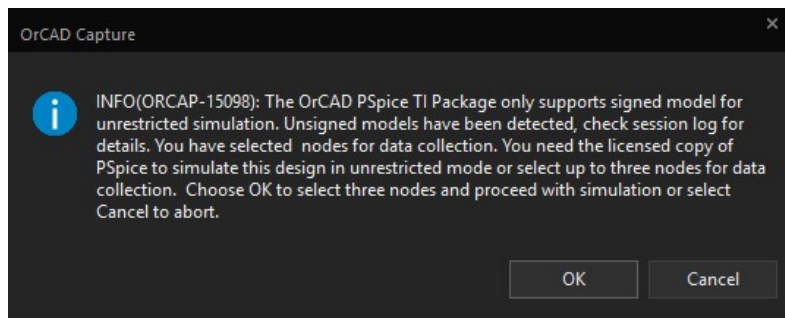 OrCAD Capture
INFO(ORCAP-15098): The OrCAD PSpice TI Package only supports signed model for
unrestricted simulation. Unsigned models have been detected, check session log for
details. You have selected  nodes for data collection. You need the licensed copy of
PSpice to simulate this design in unrestricted mode or select up to three nodes for data
collection.  Choose OK to select three nodes and proceed with simulation or select
Cancel to abort.
OK
Cancel